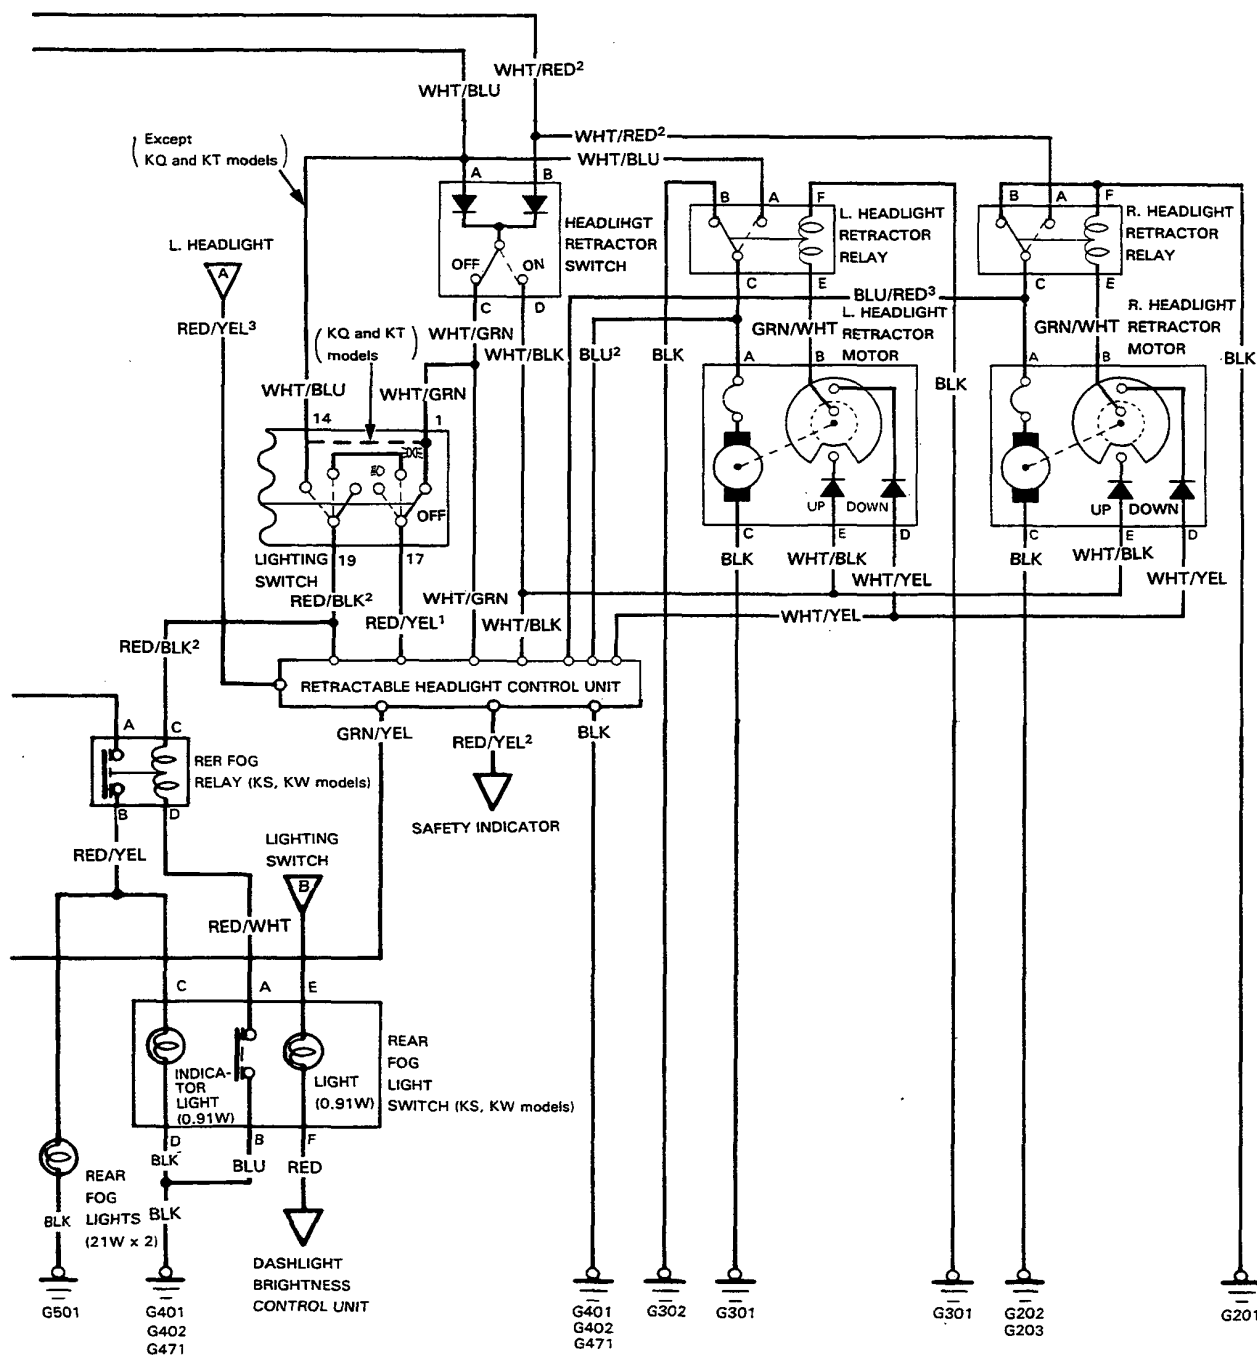 WHT/RED²
WHT/BLU
WHT/RED²
WHT/BLU
(Except
KQ and KT models)
A
B
HEADLIHGT
RETRACTOR
SWITCH
OFF
ON
C
D
B
A
F
L. HEADLIGHT
RETRACTOR
RELAY
C
E
B
A
F
R. HEADLIGHT
RETRACTOR
RELAY
C
E
L. HEADLIGHT
A
RED/YEL³
(KQ and KT
models)
WHT/BLU
WHT/GRN
WHT/GRN
WHT/BLK
BLU²
BLK
BLU/RED³
GRN/WHT
L. HEADLIGHT
RETRACTOR
MOTOR
BLK
GRN/WHT
R. HEADLIGHT
RETRACTOR
MOTOR
BLK
14
1
OFF
LIGHTING
SWITCH
19
17
A
B
UP
DOWN
C
E
D
A
B
UP
DOWN
C
E
D
BLK
WHT/BLK
WHT/YEL
BLK
WHT/BLK
WHT/YEL
RED/BLK²
RED/YEL¹
WHT/GRN
WHT/BLK
WHT/YEL
RED/BLK²
RETRACTABLE HEADLIGHT CONTROL UNIT
GRN/YEL
RED/YEL²
BLK
SAFETY INDICATOR
A
C
RER FOG
RELAY (KS, KW models)
B
D
RED/YEL
LIGHTING
SWITCH
B
RED/WHT
C
A
E
INDICA-
TOR
LIGHT
(0.91W)
LIGHT
(0.91W)
REAR
FOG
LIGHT
SWITCH (KS, KW models)
D
B
F
BLK
BLU
RED
REAR
FOG
LIGHTS
(21W x 2)
BLK
BLK
DASHLIGHT
BRIGHTNESS
CONTROL UNIT
G501
G401
G402
G471
G401
G402
G471
G302
G301
G301
G202
G203
G201